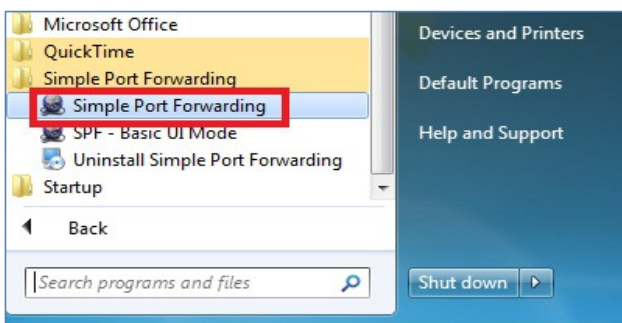 Microsoft Office
QuickTime
Simple Port Forwarding
Simple Port Forwarding
SPF - Basic UI Mode
Uninstall Simple Port Forwarding
Startup
Back
Search programs and files
Devices and Printers
Default Programs
Help and Support
Shut down